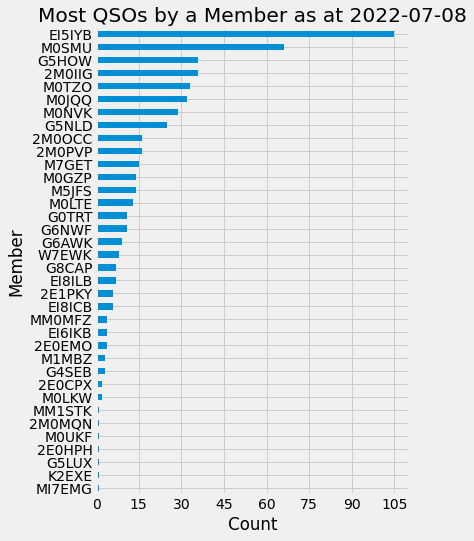 Most QSOs by a Member as at 2022-07-08
EI5IYB
M0SMU
G5HOW
2M0IIG
M0TZO
M0JQQ
M0NVK
G5NLD
2M0OCC
2M0PVP
M7GET
M0GZP
M5JFS
M0LTE
G0TRT
G6NWF
G6AWK
W7EWK
G8CAP
EI8ILB
2E1PKY
EI8ICB
MM0MFZ
EI6IKB
2E0EMO
M1MBZ
G4SEB
2E0CPX
M0LKW
MM1STK
2M0MQN
M0UKF
2E0HPH
G5LUX
K2EXE
MI7EMG
Member
0 15 30 45 60 75 90 105
Count